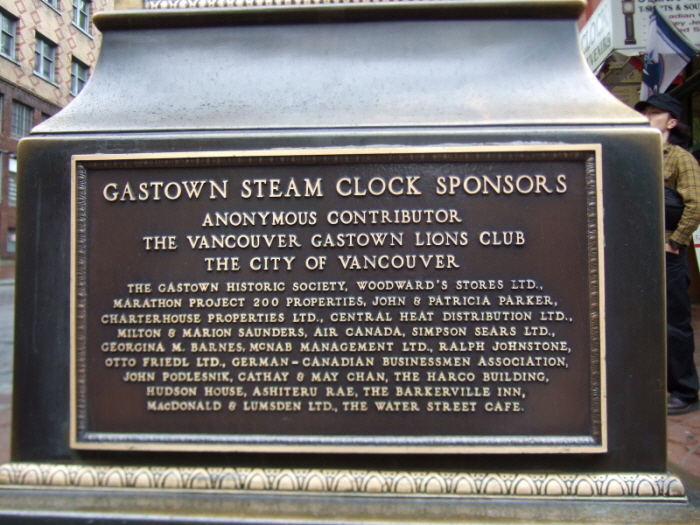 GASTOWN STEAM CLOCK SPONSORS
ANONYMOUS CONTRIBUTOR
THE VANCOUVER GASTOWN LIONS CLUB
THE CITY OF VANCOUVER
THE GASTOWN HISTORIC SOCIETY, WOODWARD'S STORES LTD.,
MARATHON PROJECT 200 PROPERTIES, JOHN & PATRICIA PARKER,
CHARTERHOUSE PROPERTIES LTD., CENTRAL HEAT DISTRIBUTION LTD.,
MILTON & MARION SAUNDERS, AIR CANADA, SIMPSON SEARS LTD.,
GEORGINA M. BARNES, McNAB MANAGEMENT LTD., RALPH JOHNSTONE,
OTTO FRIEDL LTD., GERMAN-CANADIAN BUSINESSMEN ASSOCIATION,
JOHN PODLESNIK, CATHAY & MAY CHAN, THE HARCO BUILDING,
HUDSON HOUSE, ASHITERU RAE, THE BARKERVILLE INN,
MACDONALD & LUMSDEN LTD., THE WATER STREET CAFE.
CLOCK